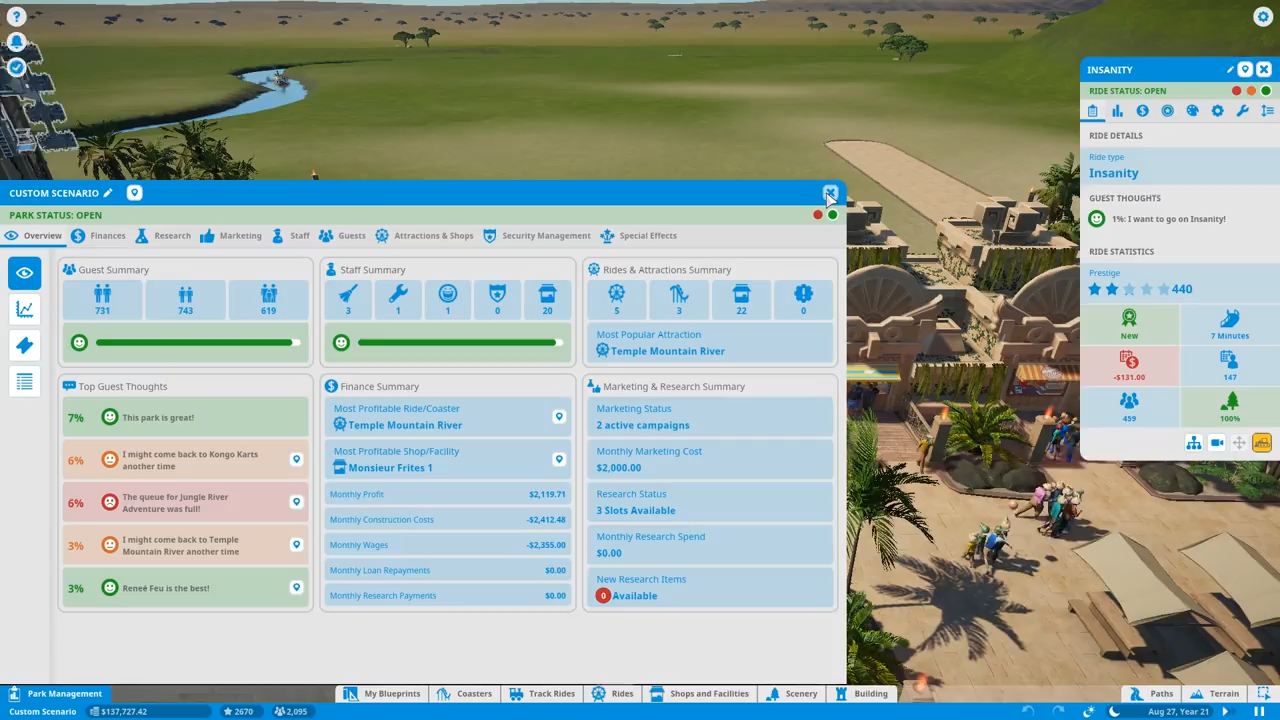 ?
INSANITY
RIDE STATUS: OPEN
RIDE DETAILS
Ride type
Insanity
GUEST THOUGHTS
1%: I want to go on Insanity!
RIDE STATISTICS
Prestige
440
New
7 Minutes
-$131.00
147
459
100%
CUSTOM SCENARIO
PARK STATUS: OPEN
Overview
Finances
Research
Marketing
Staff
Guests
Attractions & Shops
Security Management
Special Effects
Guest Summary
731
743
619
Staff Summary
3
1
1
0
20
Rides & Attractions Summary
5
3
22
0
Most Popular Attraction
Temple Mountain River
Top Guest Thoughts
7%
This park is great!
6%
I might come back to Kongo Karts
another time
6%
The queue for Jungle River
Adventure was full!
3%
I might come back to Temple
Mountain River another time
3%
Reneé Feu is the best!
Finance Summary
Most Profitable Ride/Coaster
Temple Mountain River
Most Profitable Shop/Facility
Monsieur Frites 1
Monthly Profit
$2,119.71
Monthly Construction Costs
-$2,412.48
Monthly Wages
-$2,355.00
Monthly Loan Repayments
$0.00
Monthly Research Payments
$0.00
Marketing & Research Summary
Marketing Status
2 active campaigns
Monthly Marketing Cost
$2,000.00
Research Status
3 Slots Available
Monthly Research Spend
$0.00
New Research Items
0 Available
Park Management
My Blueprints
Coasters
Track Rides
Rides
Shops and Facilities
Scenery
Building
Paths
Terrain
Custom Scenario
$137,727.42
2670
2,095
Aug 27, Year 21